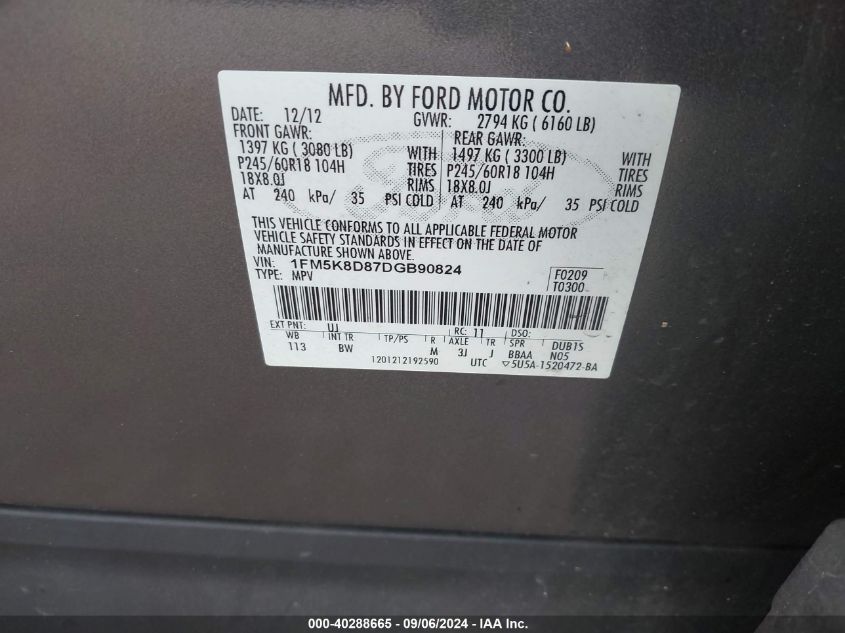 MFD. BY FORD MOTOR CO.
DATE: 12/12 GVWR: 2794 KG ( 6160 LB)
FRONT GAWR: REAR GAWR:
1397 KG ( 3080 LB) WITH 1497 KG ( 3300 LB) WITH
P245/60R18 104H TIRES P245/60R18 104H TIRES
18X8.0J RIMS 18X8.0J RIMS
AT 240 kPa/ 35 PSI COLD AT 240 kPa/ 35 PSI COLD
THIS VEHICLE CONFORMS TO ALL APPLICABLE FEDERAL MOTOR
VEHICLE SAFETY STANDARDS IN EFFECT ON THE DATE OF
MANUFACTURE SHOWN ABOVE.
VIN: 1FM5K8D87DGB90824
TYPE: MPV
F0209
T0300
EXT PNT: UJ RC: 11 DSO:
WB INT TR TP/PS R AXLE TR SPR DUB1S
113 BW M 3J J BBAA N05
1201212192590 UTC ▽5U5A-1520472-BA
000-40288665 - 09/06/2024 - IAA Inc.